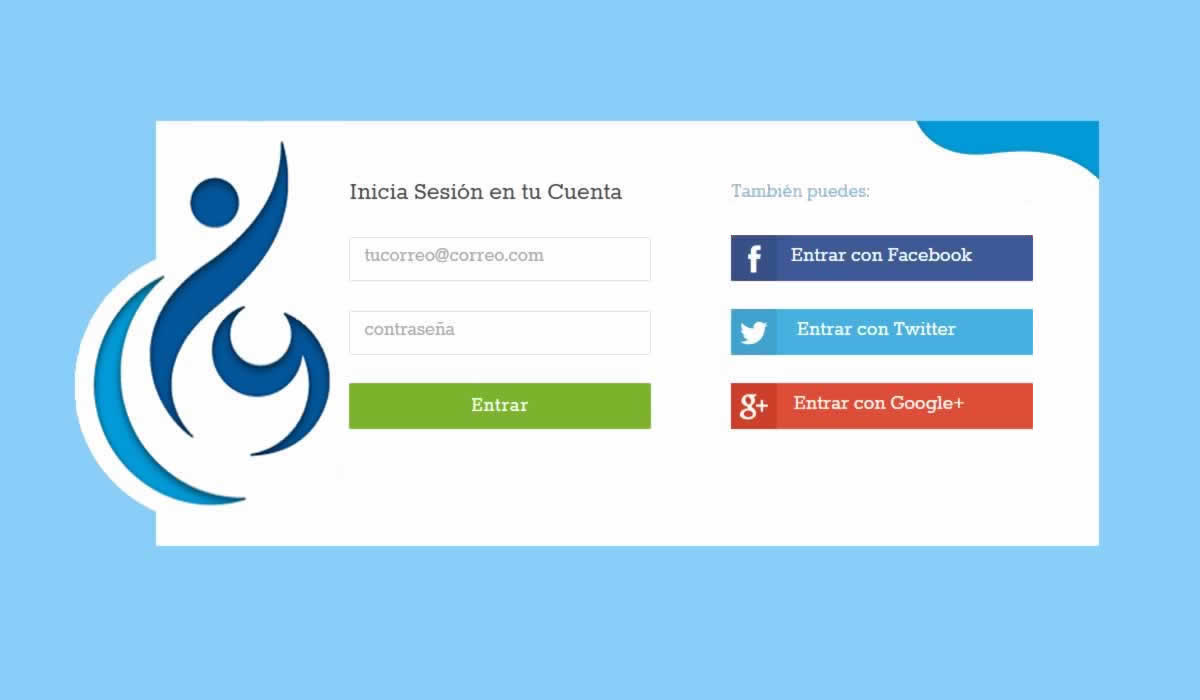 Inicia Sesión en tu Cuenta
tucorreo@correo.com
contraseña
Entrar
También puedes:
f Entrar con Facebook
Entrar con Twitter
g+ Entrar con Google+